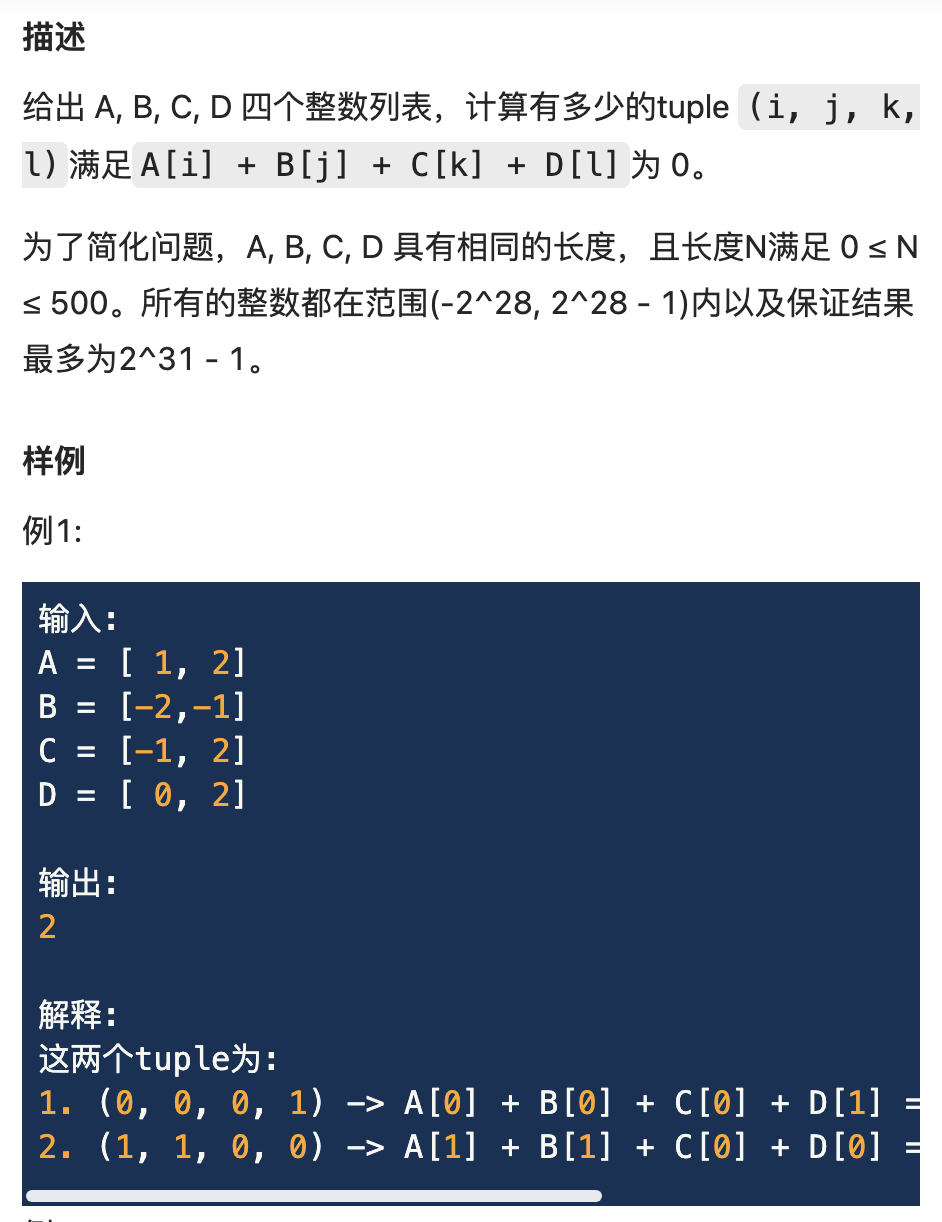 描述
给出 A, B, C, D 四个整数列表，计算有多少的tuple (i, j, k,
l)满足A[i] + B[j] + C[k] + D[l]为 0。
为了简化问题，A, B, C, D 具有相同的长度，且长度N满足 0 ≤ N
≤ 500。所有的整数都在范围(-2^28, 2^28 - 1)内以及保证结果
最多为2^31 - 1。
样例
例1:
输入:
A = [ 1, 2]
B = [-2,-1]
C = [-1, 2]
D = [ 0, 2]
输出:
2
解释:
这两个tuple为:
1. (0, 0, 0, 1) -> A[0] + B[0] + C[0] + D[1] =
2. (1, 1, 0, 0) -> A[1] + B[1] + C[0] + D[0] =